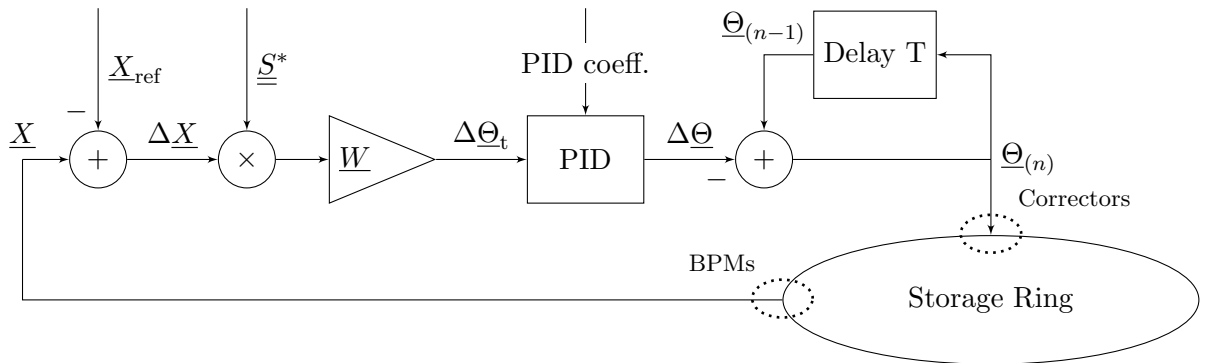 X_ref
S*
PID coeff.
Θ_(n−1)
Delay T
−
X
+
ΔX
×
W
ΔΘ_t
PID
ΔΘ
−
+
Θ_(n)
Correctors
BPMs
Storage Ring